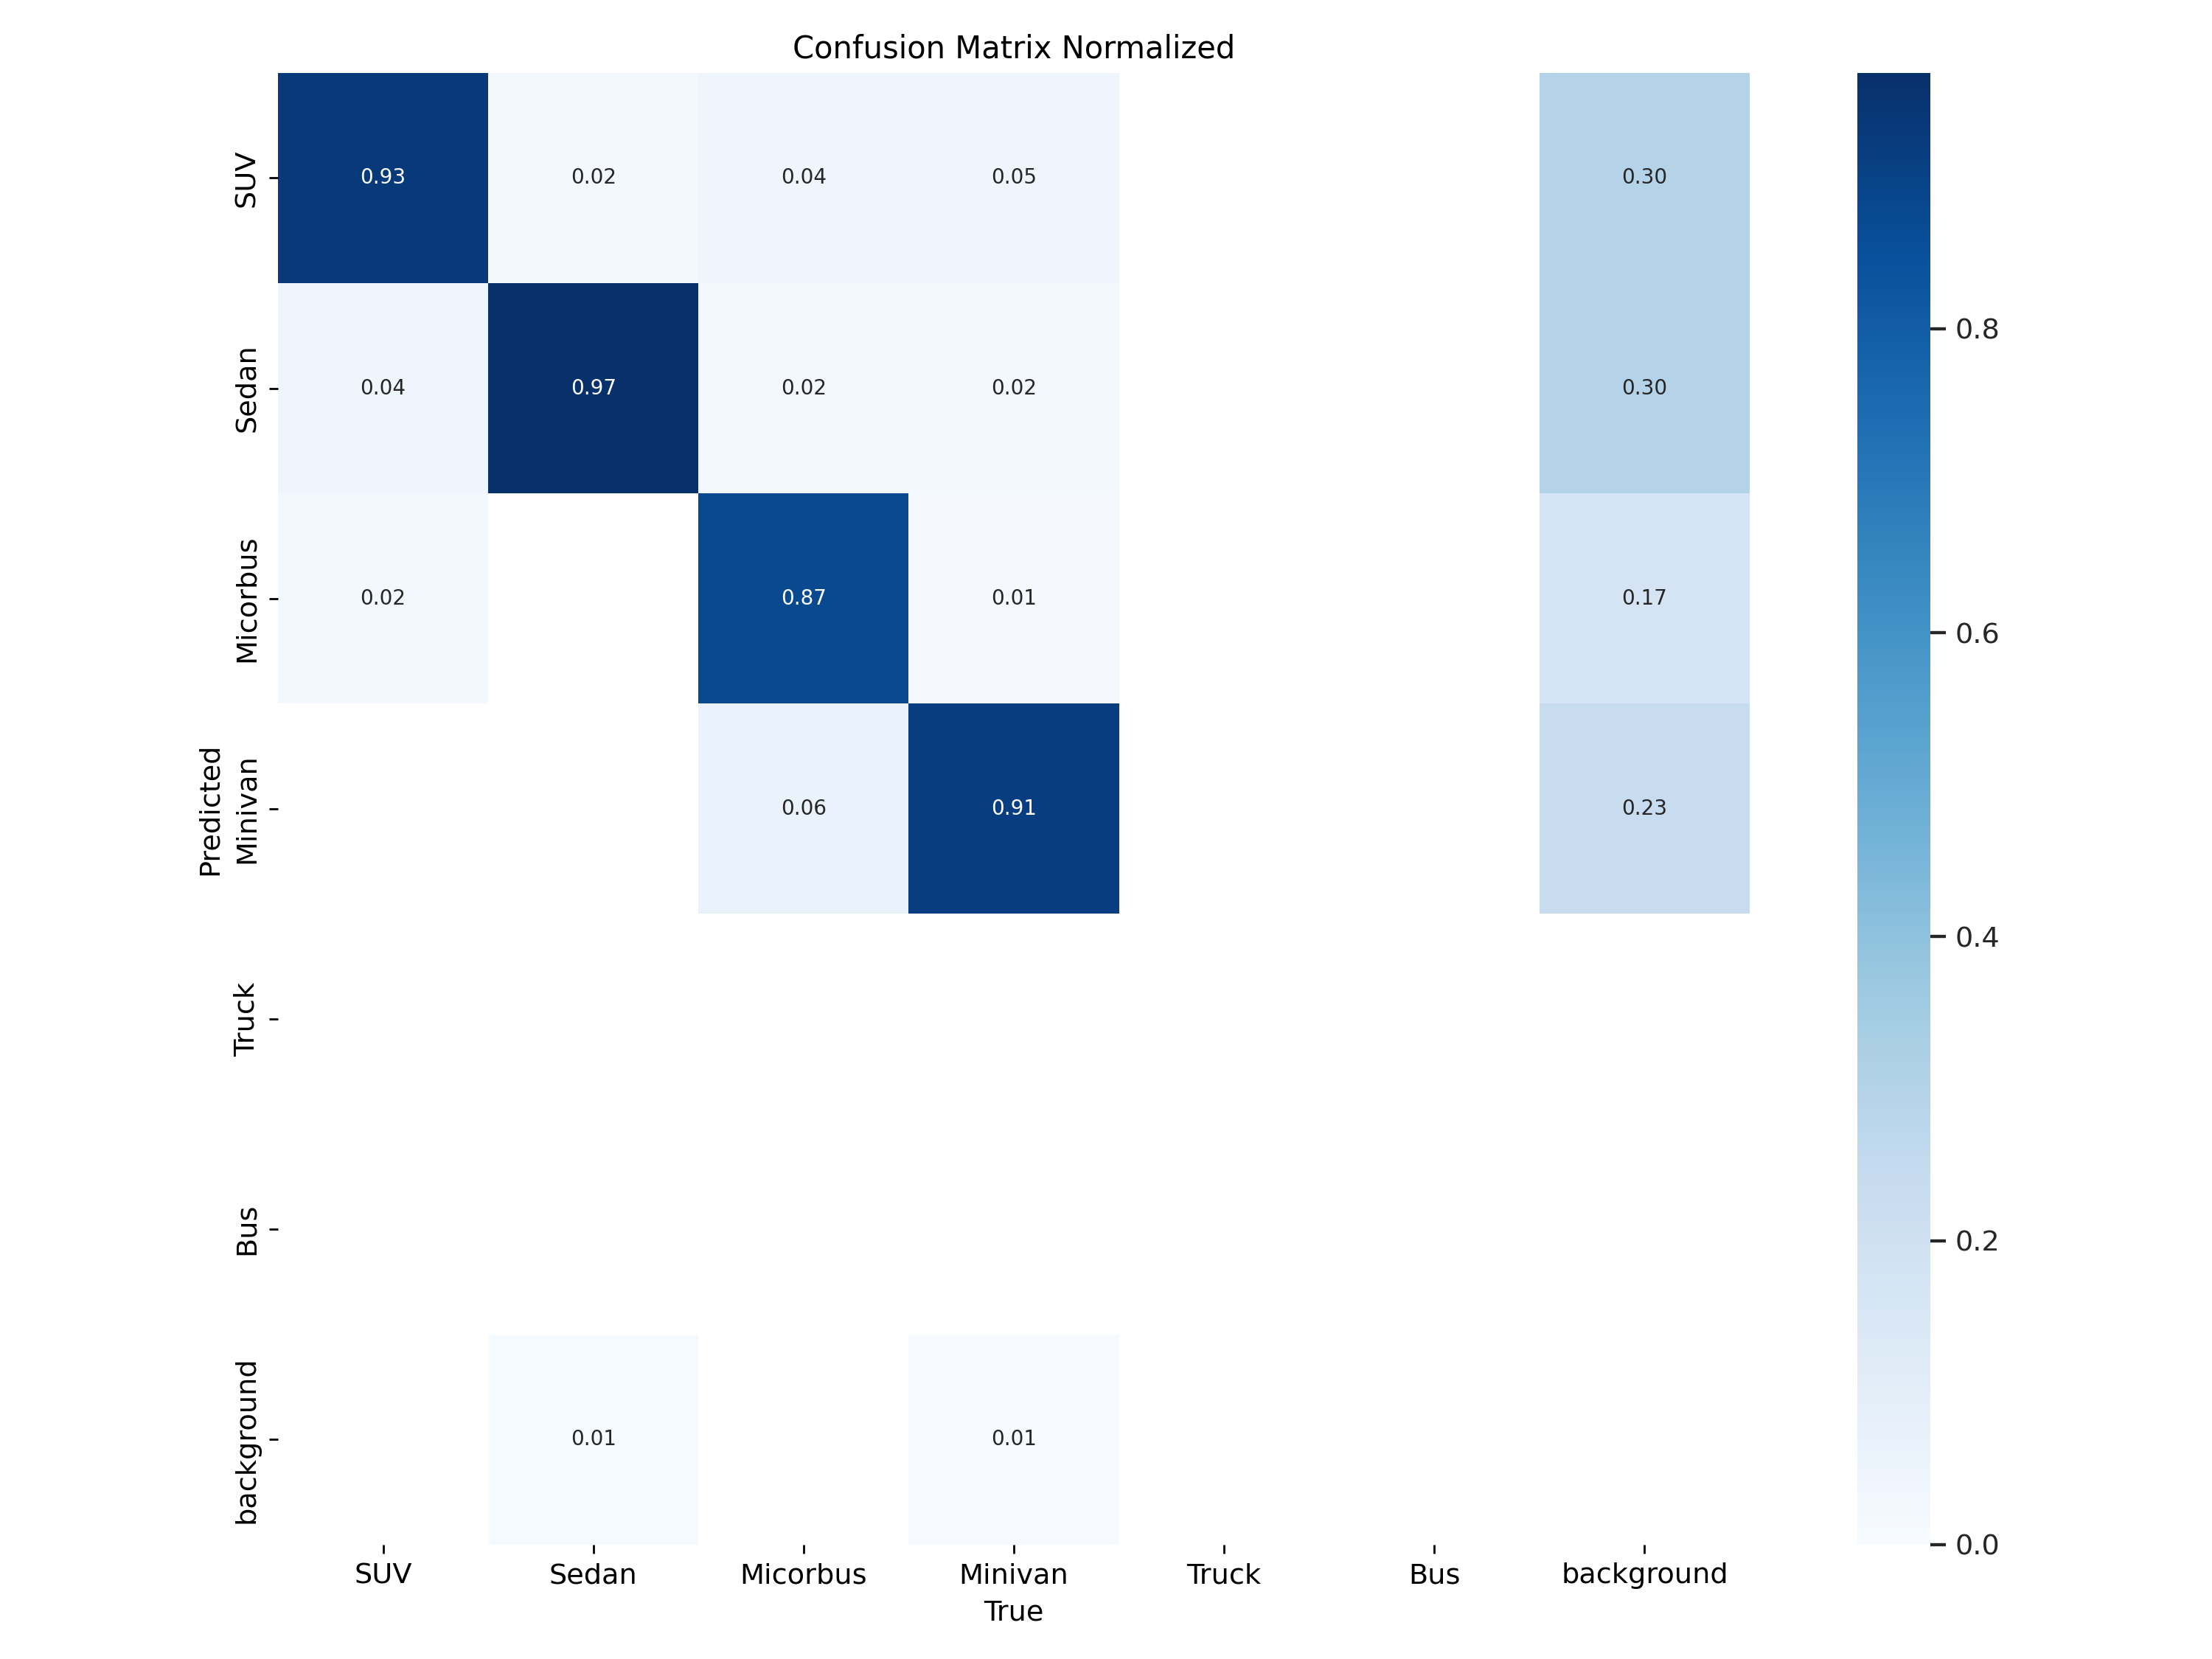 Confusion Matrix Normalized
SUV
0.93
0.02
0.04
0.05
0.30
Sedan
0.04
0.97
0.02
0.02
0.30
Micorbus
0.02
0.87
0.01
0.17
Predicted
Minivan
0.06
0.91
0.23
Truck
Bus
background
0.01
0.01
SUV
Sedan
Micorbus
Minivan
Truck
Bus
background
True
0.8
0.6
0.4
0.2
0.0